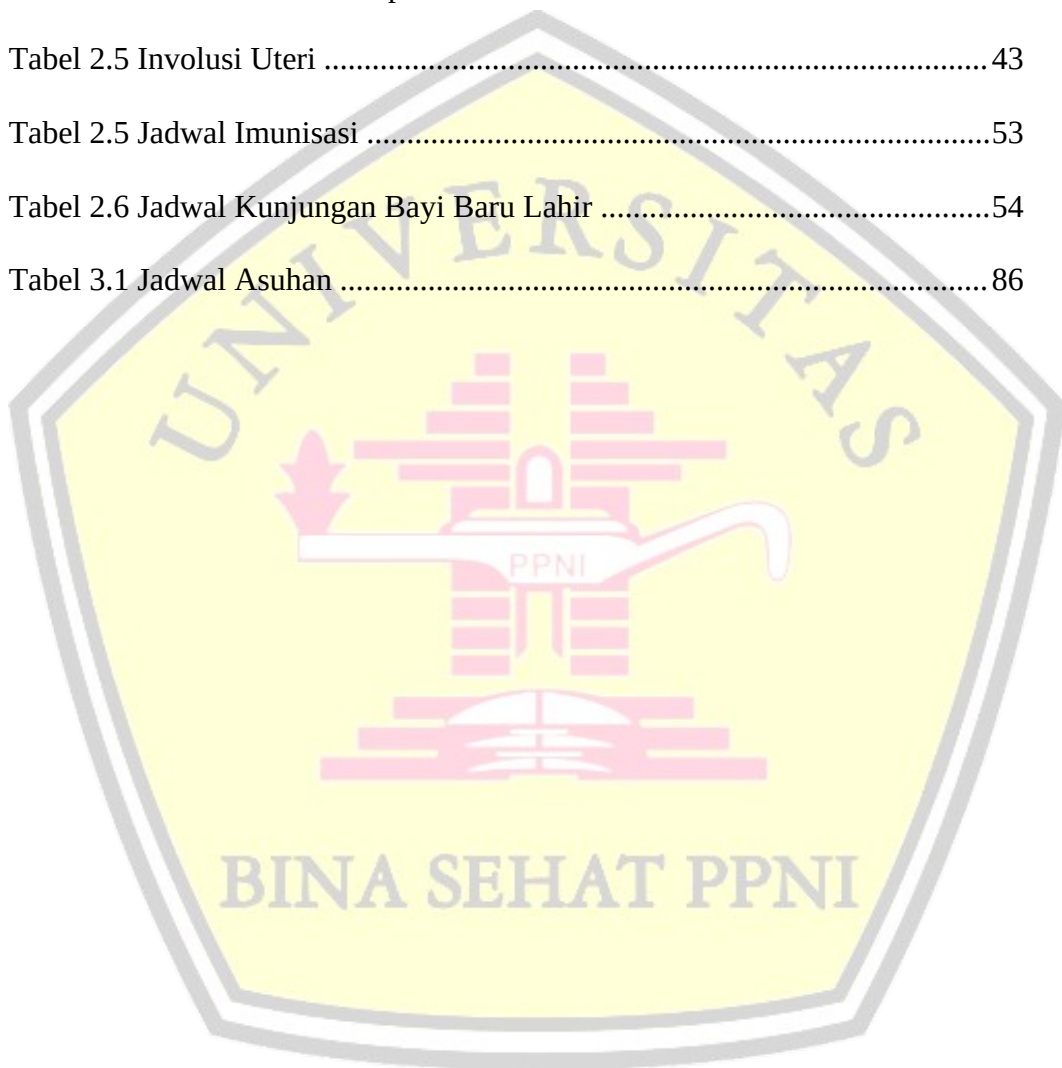 Tabel 2.5 Involusi Uteri ................................................................................... 43
Tabel 2.5 Jadwal Imunisasi .............................................................................. 53
Tabel 2.6 Jadwal Kunjungan Bayi Baru Lahir ................................................. 54
Tabel 3.1 Jadwal Asuhan ................................................................................. 86
UNIVERSITAS
PPNI
BINA SEHAT PPNI